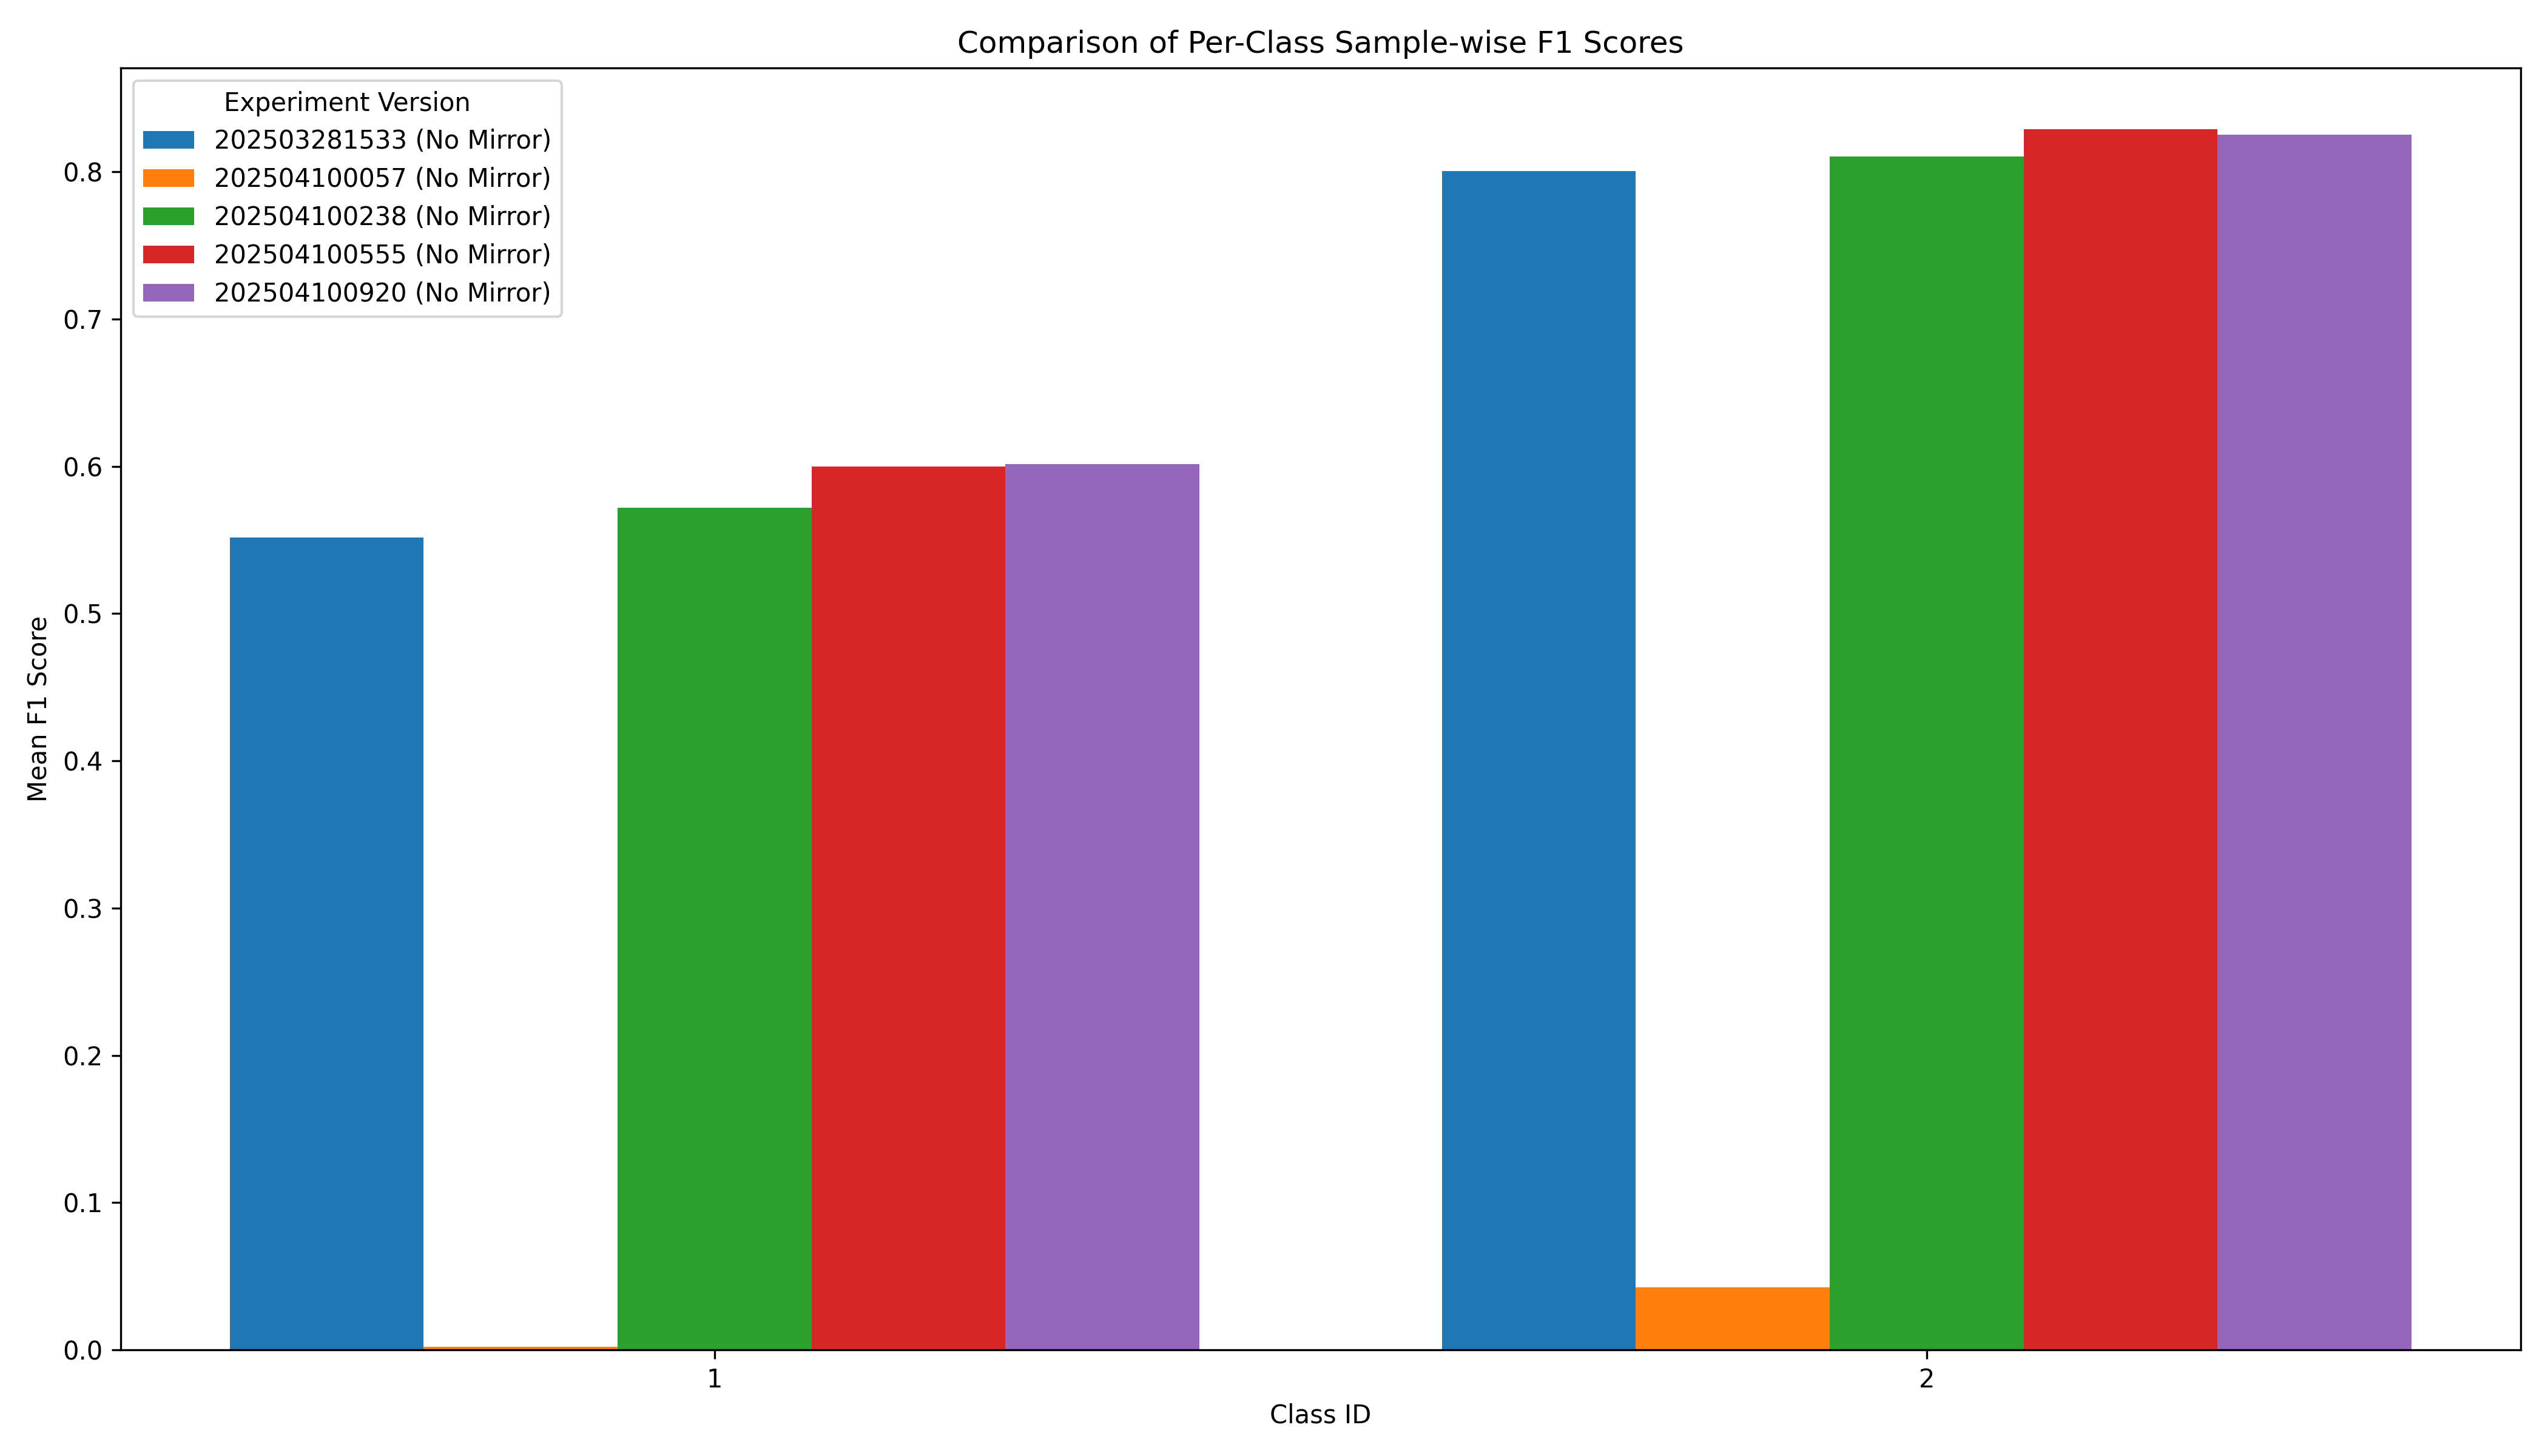 Comparison of Per-Class Sample-wise F1 Scores
Experiment Version
202503281533 (No Mirror)
202504100057 (No Mirror)
202504100238 (No Mirror)
202504100555 (No Mirror)
202504100920 (No Mirror)
Mean F1 Score
0.8
0.7
0.6
0.5
0.4
0.3
0.2
0.1
0.0
1
2
Class ID